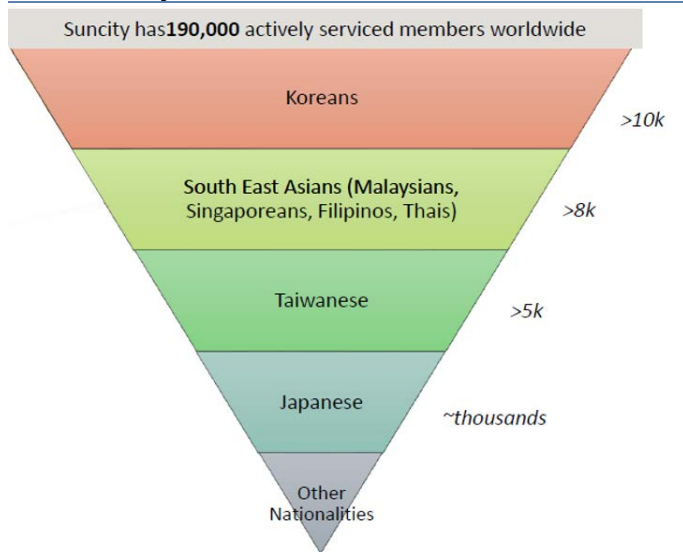 Suncity has190,000 actively serviced members worldwide
Koreans
>10k
South East Asians (Malaysians,
Singaporeans, Filipinos, Thais)
>8k
Taiwanese
>5k
Japanese
~thousands
Other
Nationalities